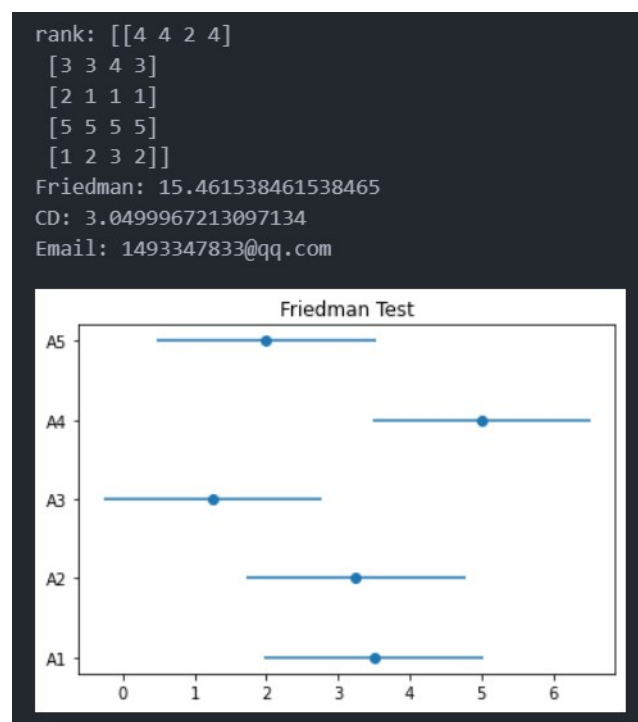 rank: [[4 4 2 4]
[3 3 4 3]
[2 1 1 1]
[5 5 5 5]
[1 2 3 2]]
Friedman: 15.461538461538465
CD: 3.0499967213097134
Email: 1493347833@qq.com
Friedman Test
A5
A4
A3
A2
A1
0 1 2 3 4 5 6